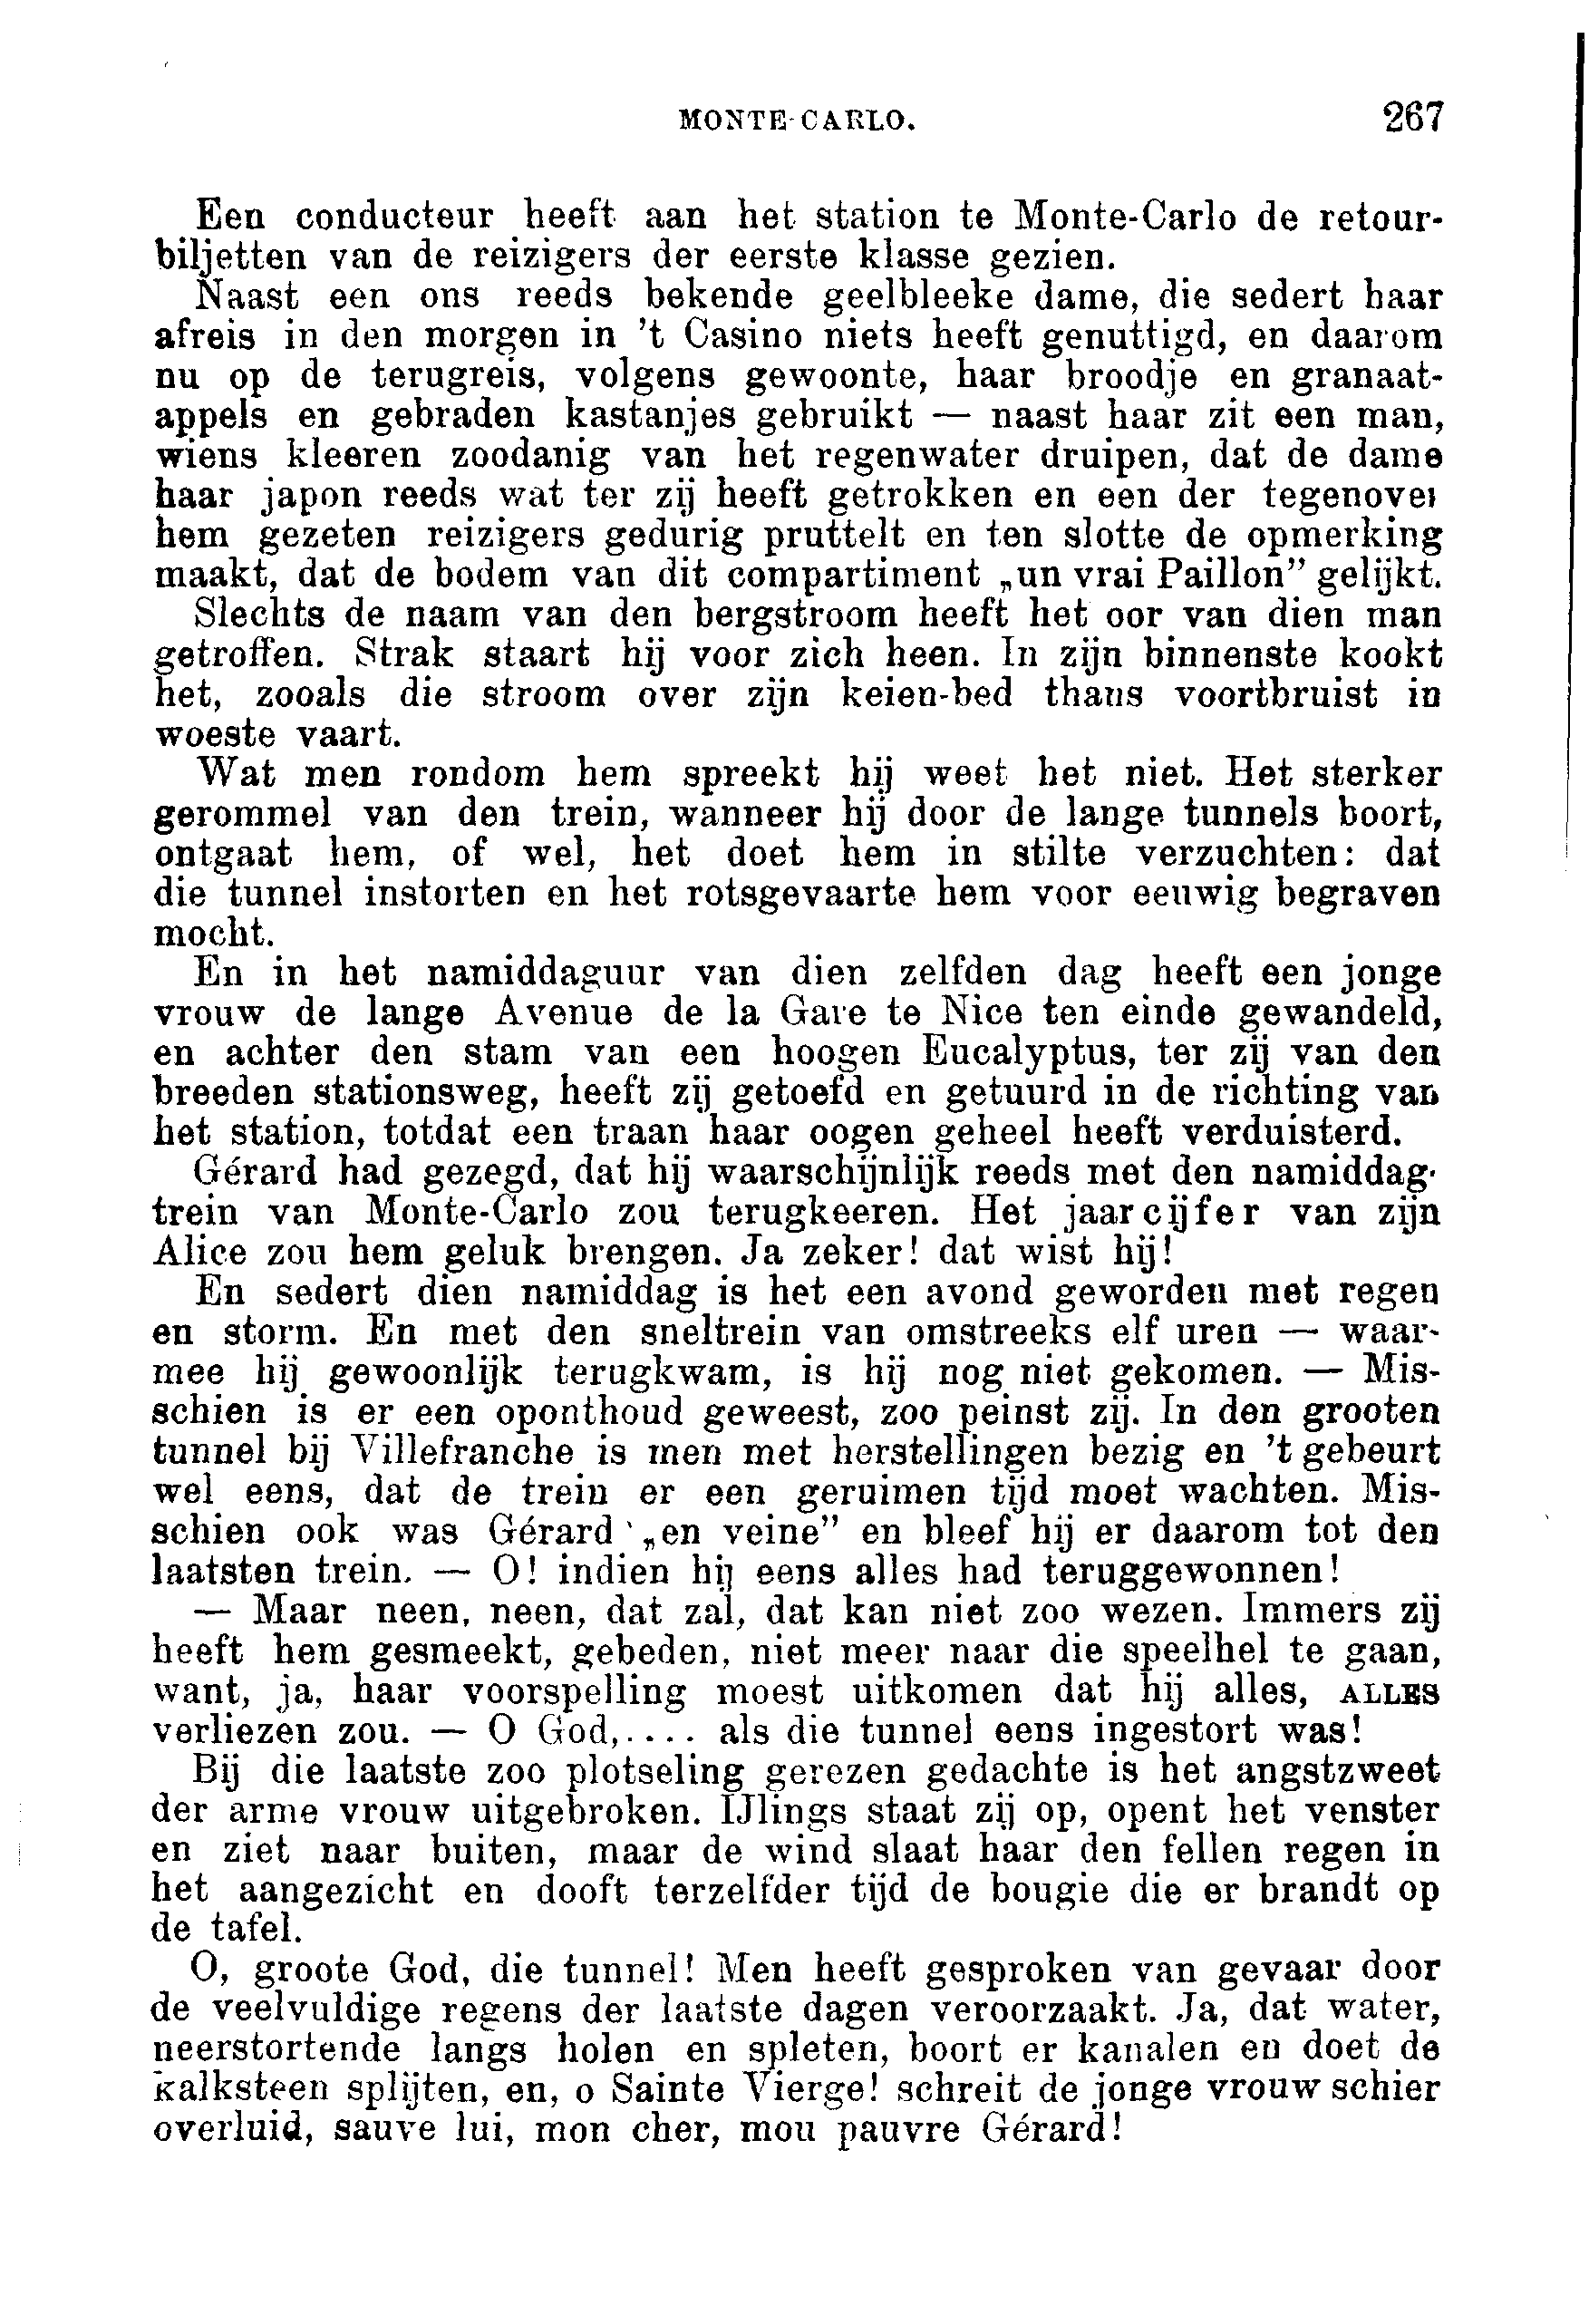 MONTE-CARLO. 267
Een conducteur heeft aan het station te Monte-Carlo de retour-
biljetten van de reizigers der eerste klasse gezien.
Naast een ons reeds bekende geelbleeke dame, die sedert haar
afreis in den morgen in 't Casino niets heeft genuttigd, en daarom
nu op de terugreis, volgens gewoonte, haar broodje en granaat-
appels en gebraden kastanjes gebruikt — naast haar zit een man,
wiens kleeren zoodanig van het regenwater druipen, dat de dame
haar japon reeds wat ter zij heeft getrokken en een der tegenover
hem gezeten reizigers gedurig pruttelt en ten slotte de opmerking
maakt, dat de bodem van dit compartiment „un vrai Paillon” gelijkt.
Slechts de naam van den bergstroom heeft het oor van dien man
getroffen. Strak staart hij voor zich heen. In zijn binnenste kookt
het, zooals die stroom over zijn keien-bed thans voortbruist in
woeste vaart.
Wat men rondom hem spreekt hij weet het niet. Het sterker
gerommel van den trein, wanneer hij door de lange tunnels boort,
ontgaat hem, of wel, het doet hem in stilte verzuchten: dat
die tunnel instorten en het rotsgevaarte hem voor eeuwig begraven
mocht.
En in het namiddaguur van dien zelfden dag heeft een jonge
vrouw de lange Avenue de la Gare te Nice ten einde gewandeld,
en achter den stam van een hoogen Eucalyptus, ter zij van den
breeden stationsweg, heeft zij getoefd en getuurd in de richting van
het station, totdat een traan haar oogen geheel heeft verduisterd.
Gérard had gezegd, dat hij waarschijnlijk reeds met den namiddag-
trein van Monte-Carlo zou terugkeeren. Het jaarcijfer van zijn
Alice zou hem geluk brengen. Ja zeker! dat wist hij!
En sedert dien namiddag is het een avond geworden met regen
en storm. En met den sneltrein van omstreeks elf uren — waar-
mee hij gewoonlijk terugkwam, is hij nog niet gekomen. — Mis-
schien is er een oponthoud geweest, zoo peinst zij. In den grooten
tunnel bij Villefranche is men met herstellingen bezig en 't gebeurt
wel eens, dat de trein er een geruimen tijd moet wachten. Mis-
schien ook was Gérard „en veine” en bleef hij er daarom tot den
laatsten trein. — O! indien hij eens alles had teruggewonnen!
— Maar neen, neen, dat zal, dat kan niet zoo wezen. Immers zij
heeft hem gesmeekt, gebeden, niet meer naar die speelhel te gaan,
want, ja, haar voorspelling moest uitkomen dat hij alles, ALLES
verliezen zou. — O God,.... als die tunnel eens ingestort was!
Bij die laatste zoo plotseling gerezen gedachte is het angstzweet
der arme vrouw uitgebroken. IJlings staat zij op, opent het venster
en ziet naar buiten, maar de wind slaat haar den fellen regen in
het aangezicht en dooft terzelfder tijd de bougie die er brandt op
de tafel.
O, groote God, die tunnel! Men heeft gesproken van gevaar door
de veelvuldige regens der laatste dagen veroorzaakt. Ja, dat water,
neerstortende langs holen en spleten, boort er kanalen en doet de
kalksteen splijten, en, o Sainte Vierge! schreit de jonge vrouw schier
overluid, sauve lui, mon cher, mou pauvre Gérard!